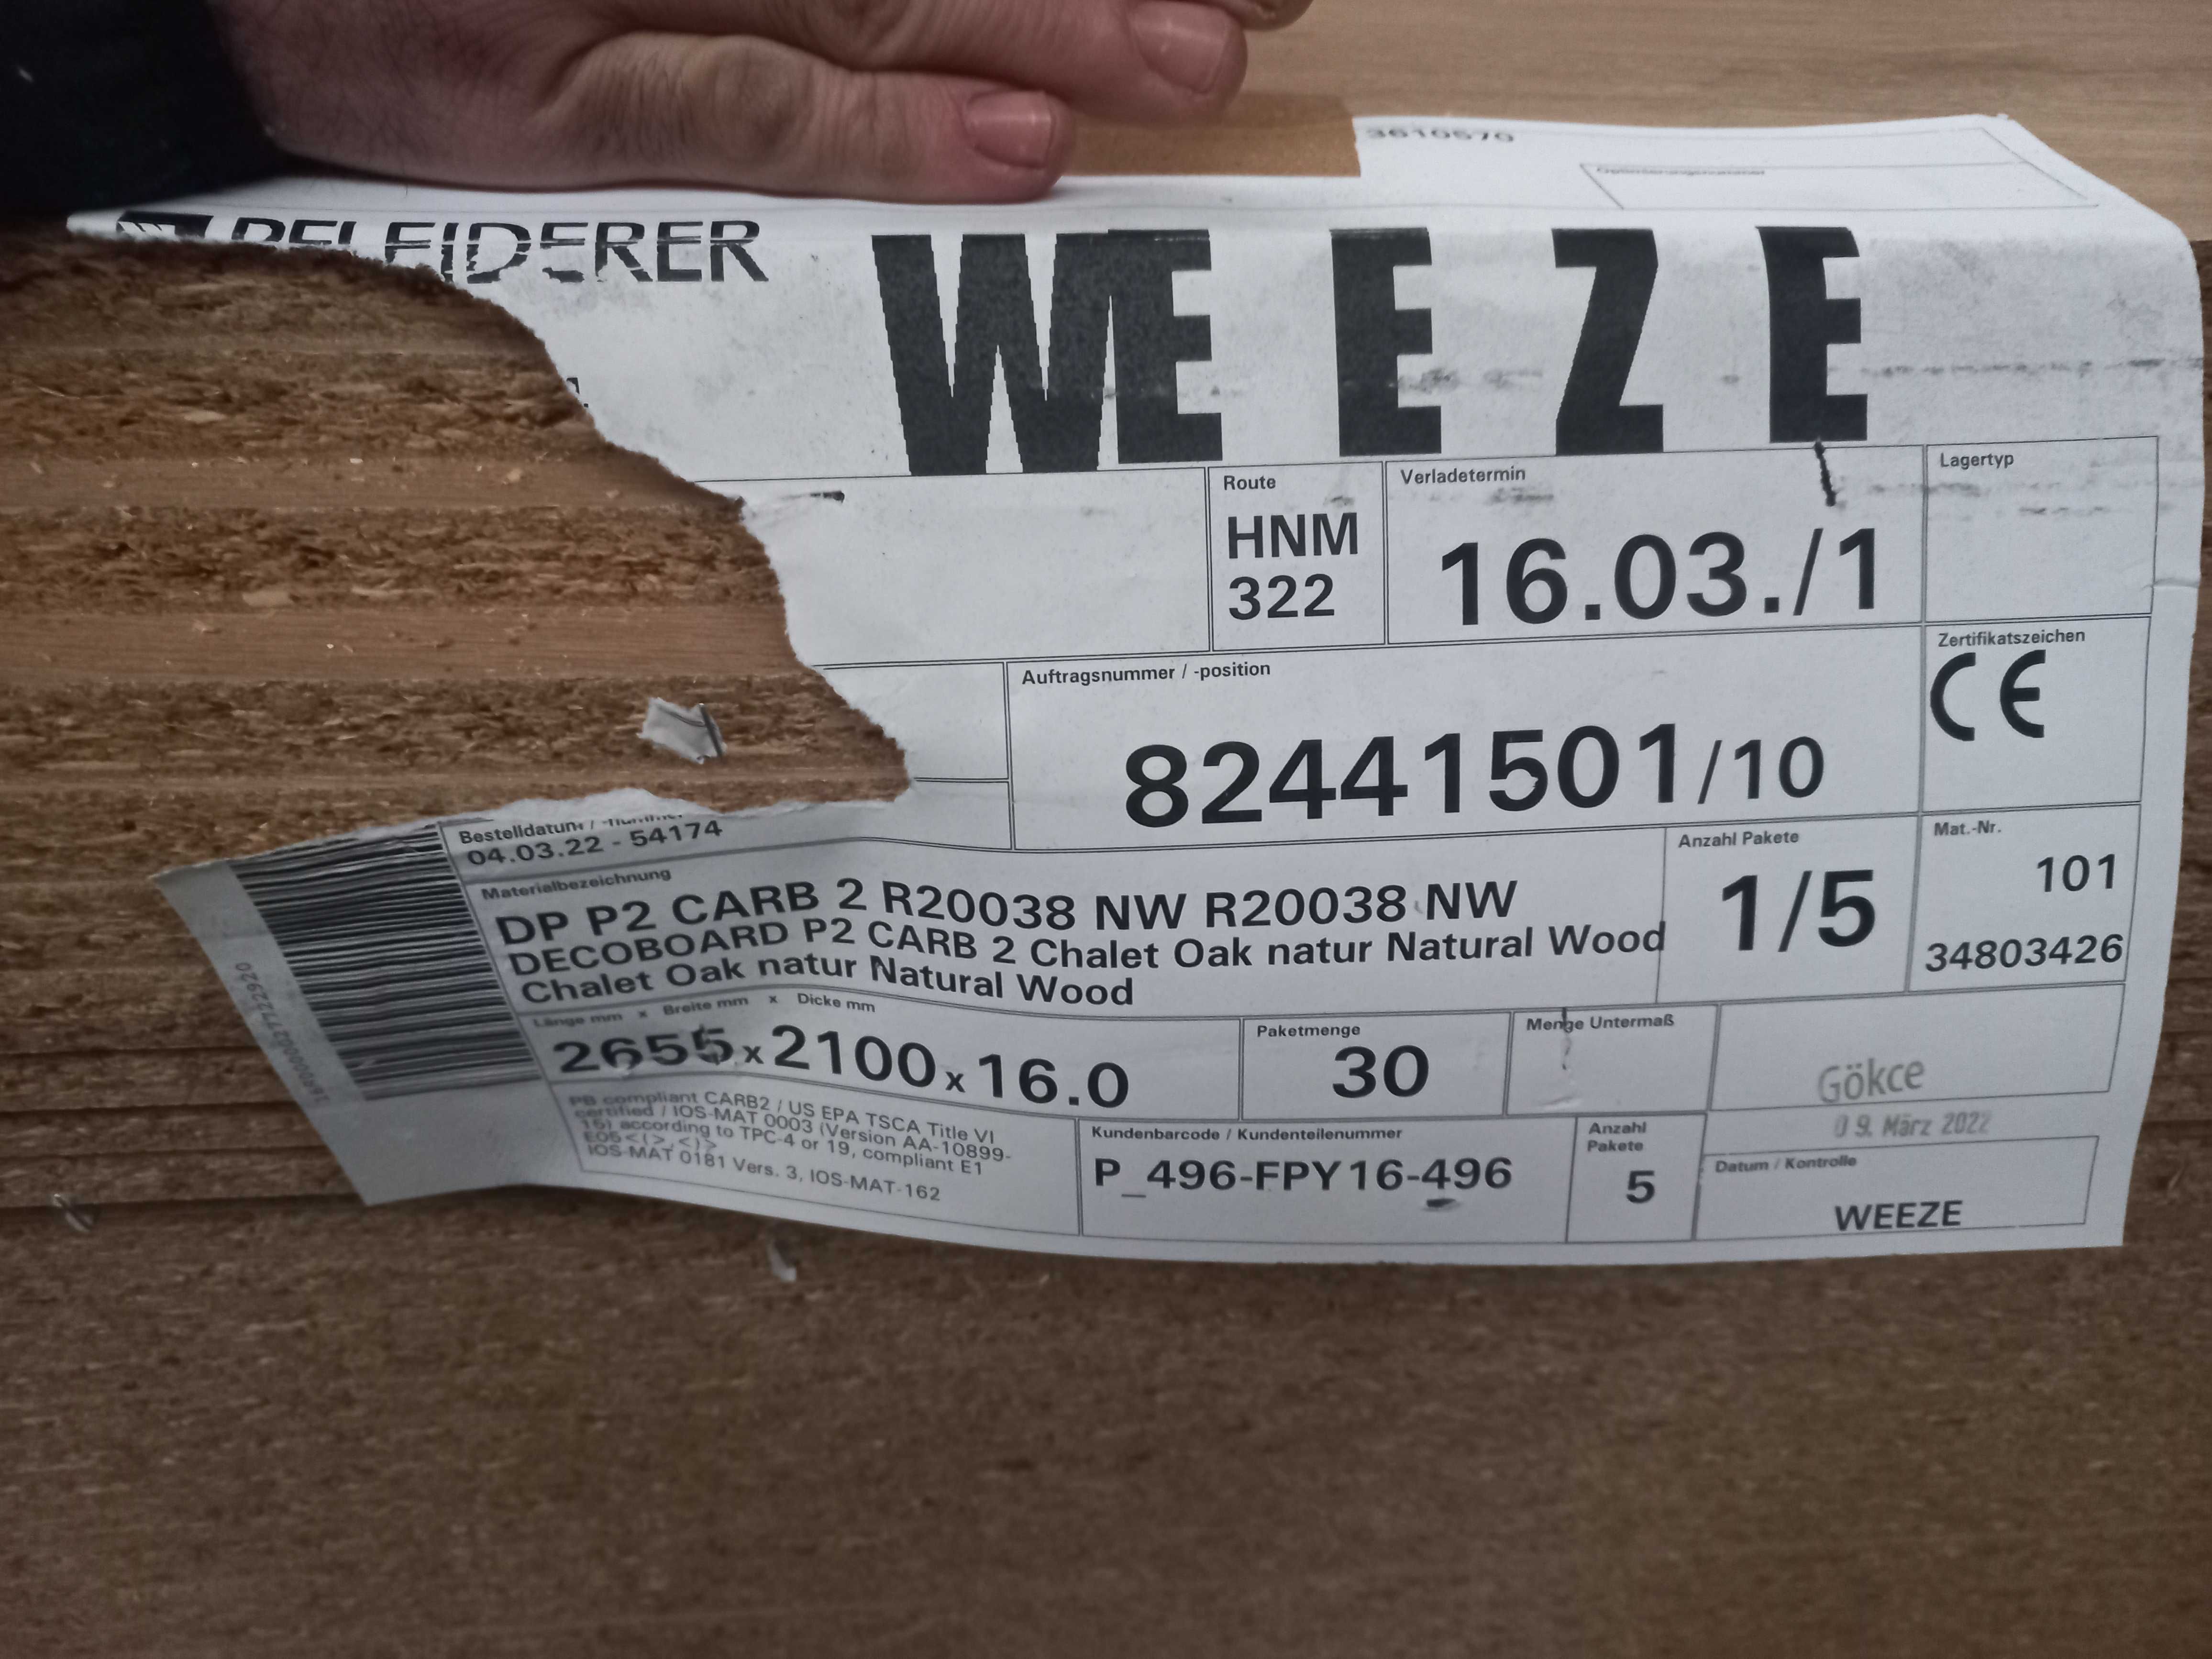 3610570
PFLEIDERER
WEEZE
Route
HNM
322
Verladetermin
16.03./1
Lagertyp
Auftragsnummer / -position
82441501/10
Zertifikatszeichen
CE
Bestelldatum / -nummer
04.03.22 - 54174
Materialbezeichnung
DP P2 CARB 2 R20038 NW R20038 NW
DECOBOARD P2 CARB 2 Chalet Oak natur Natural Wood
Chalet Oak natur Natural Wood
Anzahl Pakete
1/5
Mat.-Nr.
101
34803426
Länge mm x Breite mm x Dicke mm
2655 x 2100 x 16.0
Paketmenge
30
Menge Untermaß
Gökce
09. März 2022
PB compliant CARB2 / US EPA TSCA Title VI
certified / IOS-MAT 0003 (Version AA-10899-
15) according to TPC-4 or 19, compliant E1
E05<(>,<)>
IOS-MAT 0181 Vers. 3, IOS-MAT-162
Kundenbarcode / Kundenteilenummer
P_496-FPY16-496
Anzahl
Pakete
5
Datum / Kontrolle
WEEZE